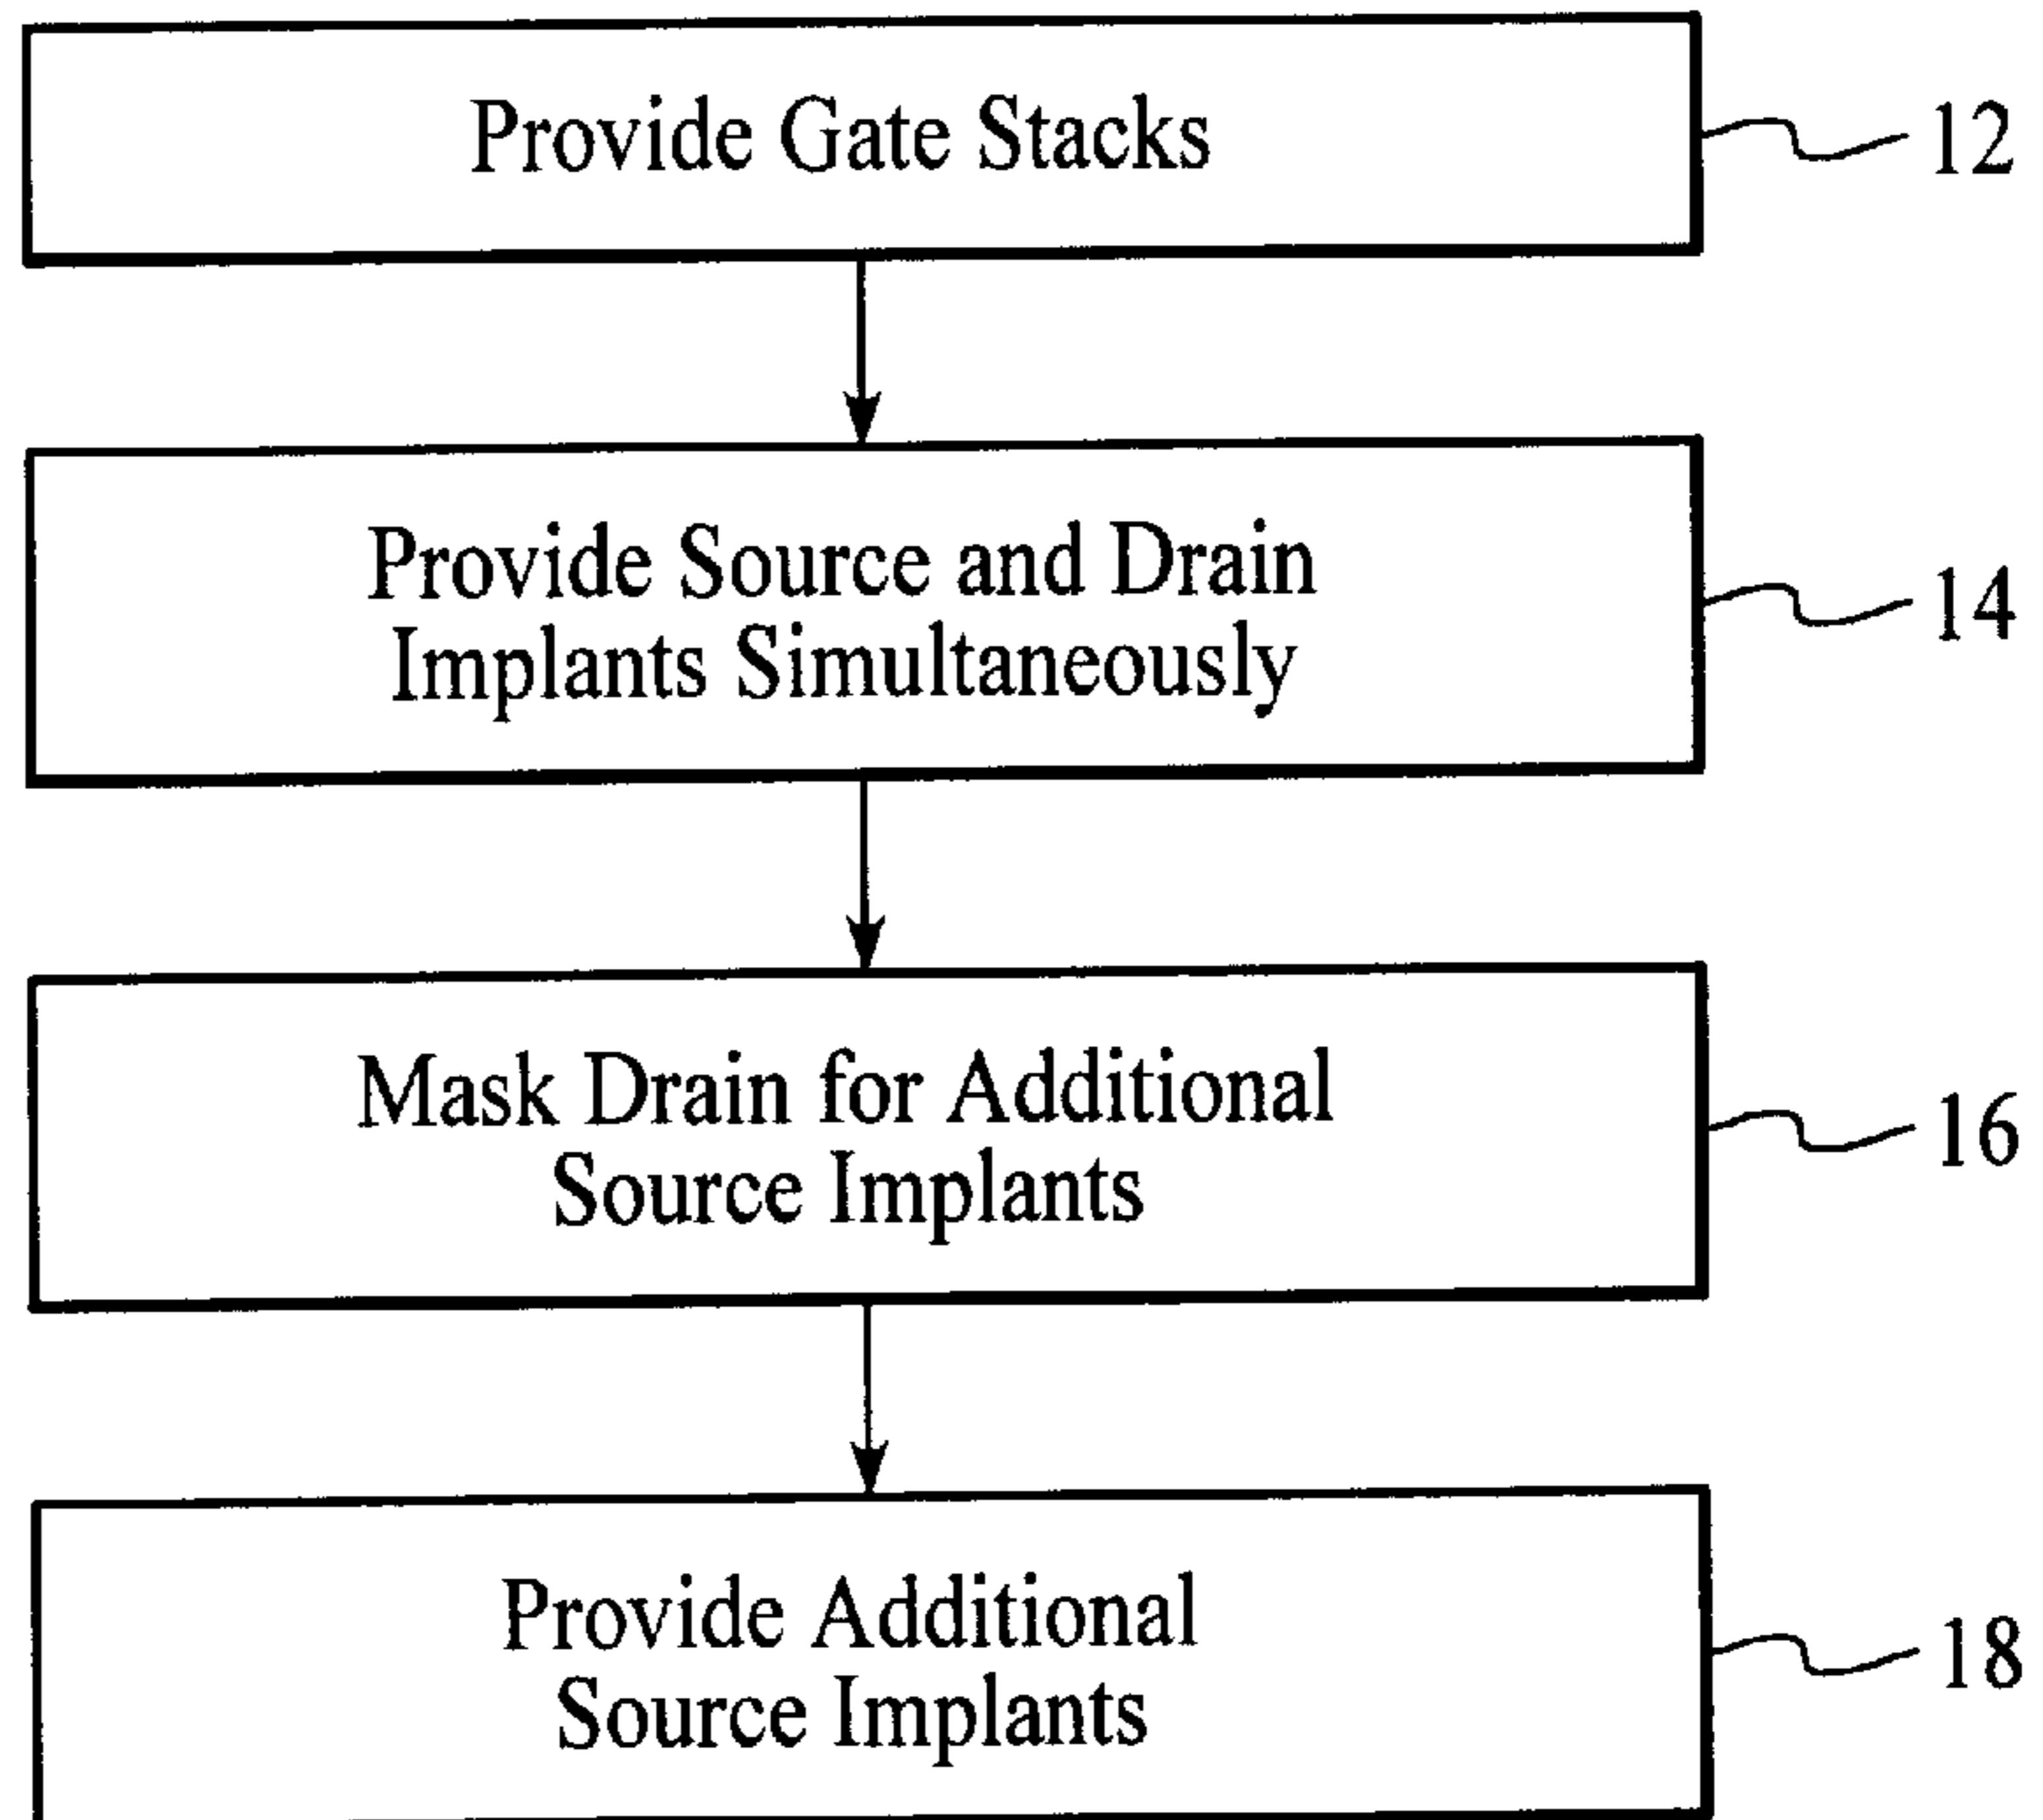 Provide Gate Stacks
12
Provide Source and Drain
Implants Simultaneously
14
Mask Drain for Additional
Source Implants
16
Provide Additional
Source Implants
18